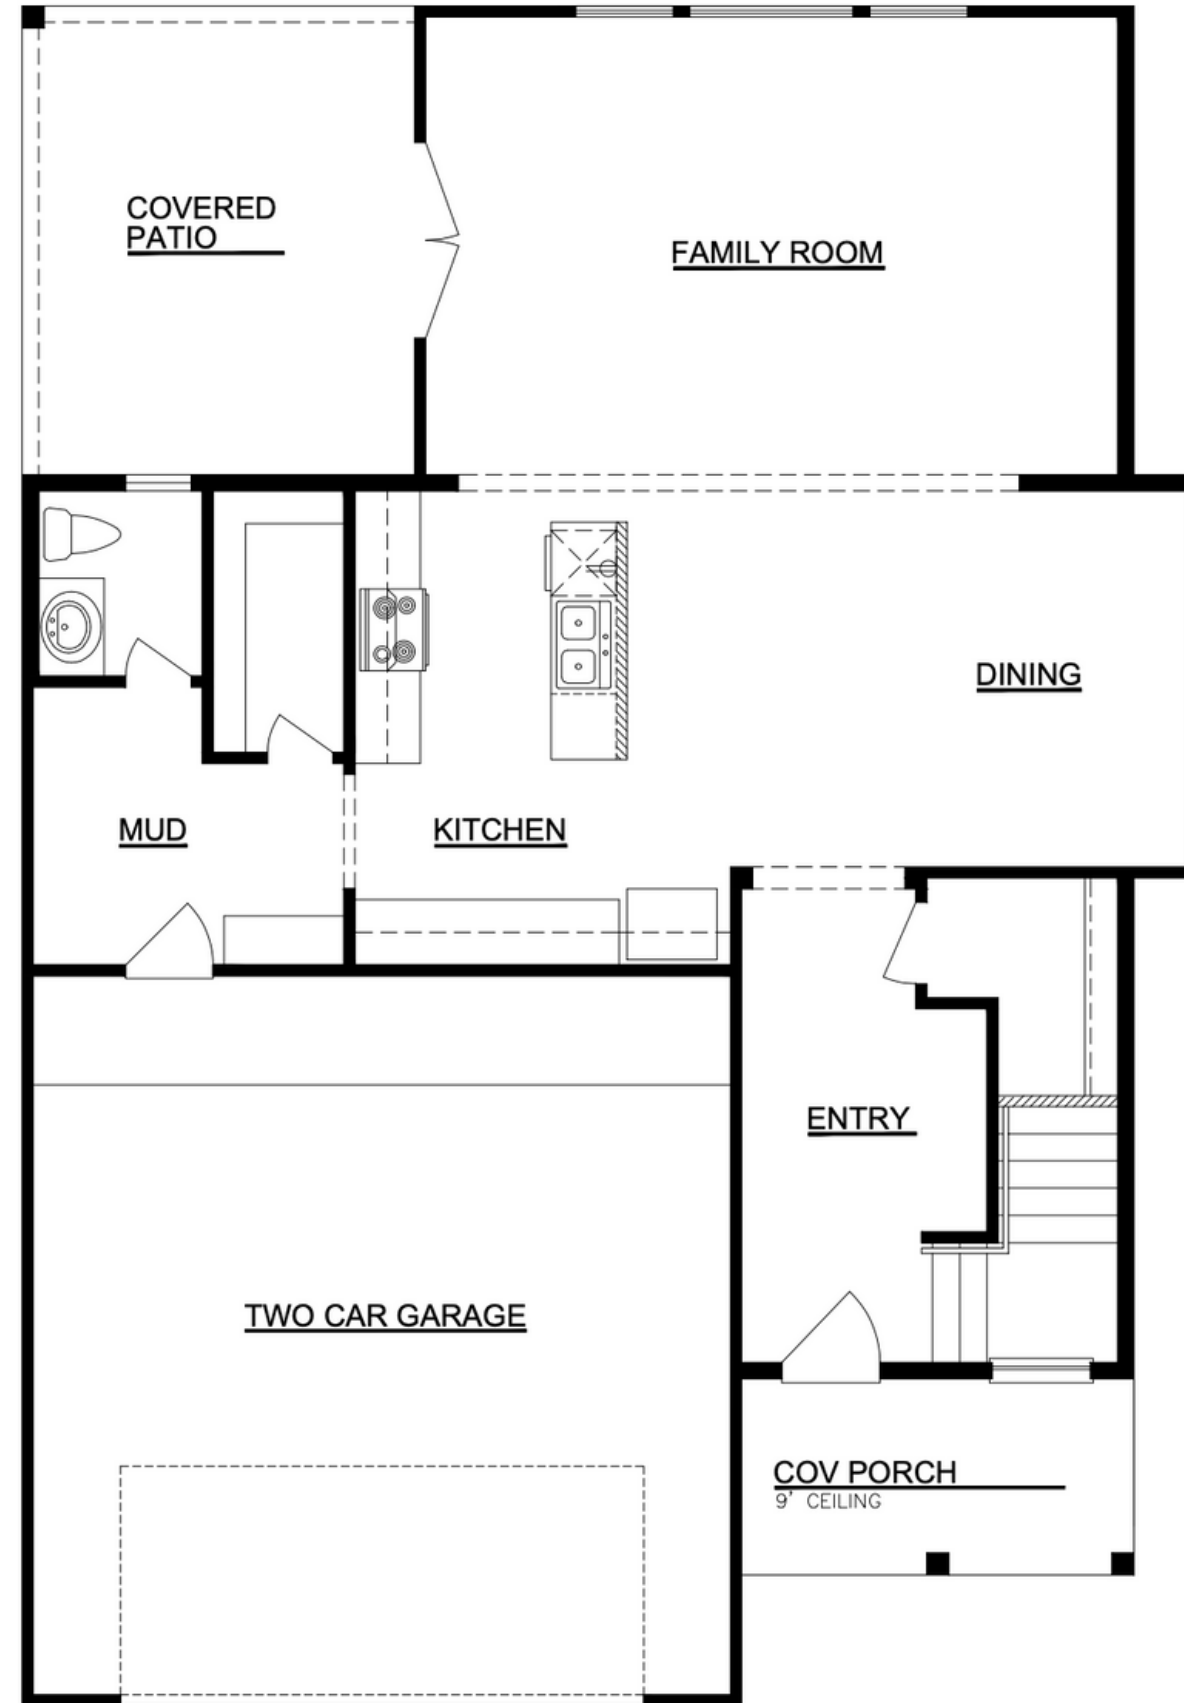 COVERED
PATIO
FAMILY ROOM
DINING
MUD
KITCHEN
ENTRY
TWO CAR GARAGE
COV PORCH
9' CEILING